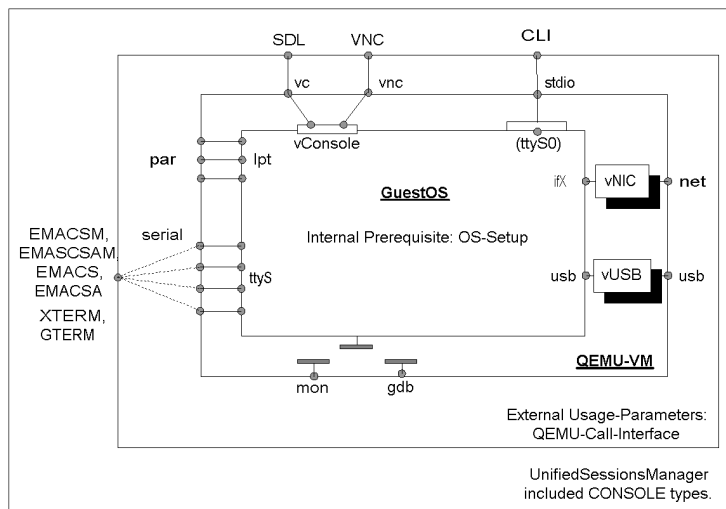 SDL
VNC
CLI
vc
vnc
stdio
vConsole
(ttyS0)
par
lpt
GuestOS
ifX
vNIC
net
Internal Prerequisite: OS-Setup
serial
EMACSM,
EMASCSAM,
EMACS,
EMACSA
XTERM,
GTERM
ttyS
usb
vUSB
usb
QEMU-VM
mon
gdb
External Usage-Parameters:
QEMU-Call-Interface
UnifiedSessionsManager
included CONSOLE types.